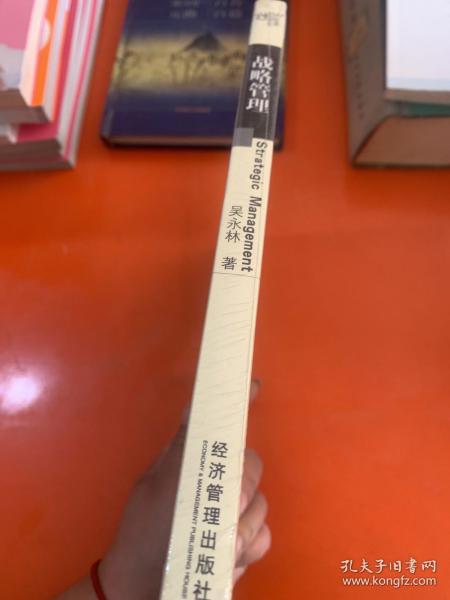 战略管理
Strategic Management
吴永林 著
经济管理出版社
ECONOMY & MANAGEMENT PUBLISHING HOUSE
孔夫子旧书网
www.kongfz.com